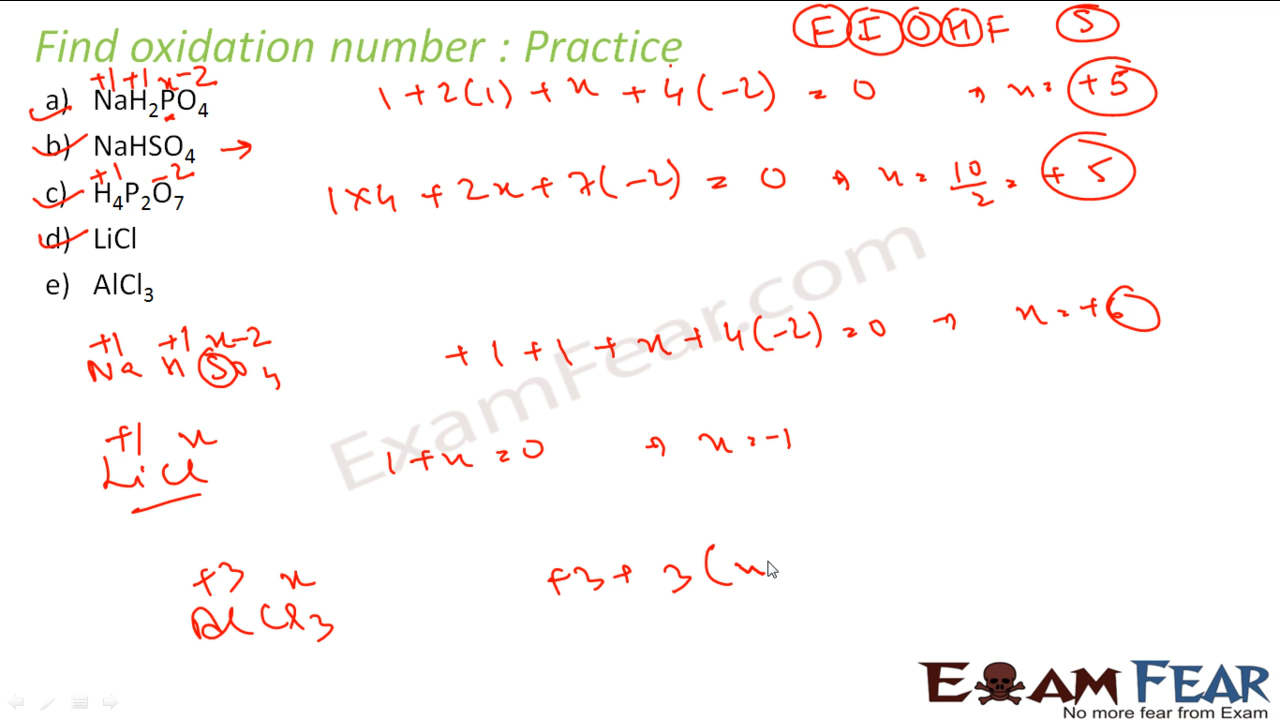 Find oxidation number : Practice
E I O H F S
+1 +1 x -2
a) NaH2PO4
1 + 2(1) + x + 4(-2) = 0 → x = +5
b) NaHSO4 →
+1 -2
c) H4P2O7
1×4 + 2x + 7(-2) = 0 → x = 10/2 = +5
d) LiCl
e) AlCl3
+1 +1 x -2
Na H S O 4
+1 + 1 + x + 4(-2) = 0 → x = +6
+1 x
LiCl
1 + x = 0 → x = -1
+3 x
AlCl3
+3 + 3(x
ExamFear.com
EXAM FEAR
No more fear from Exam